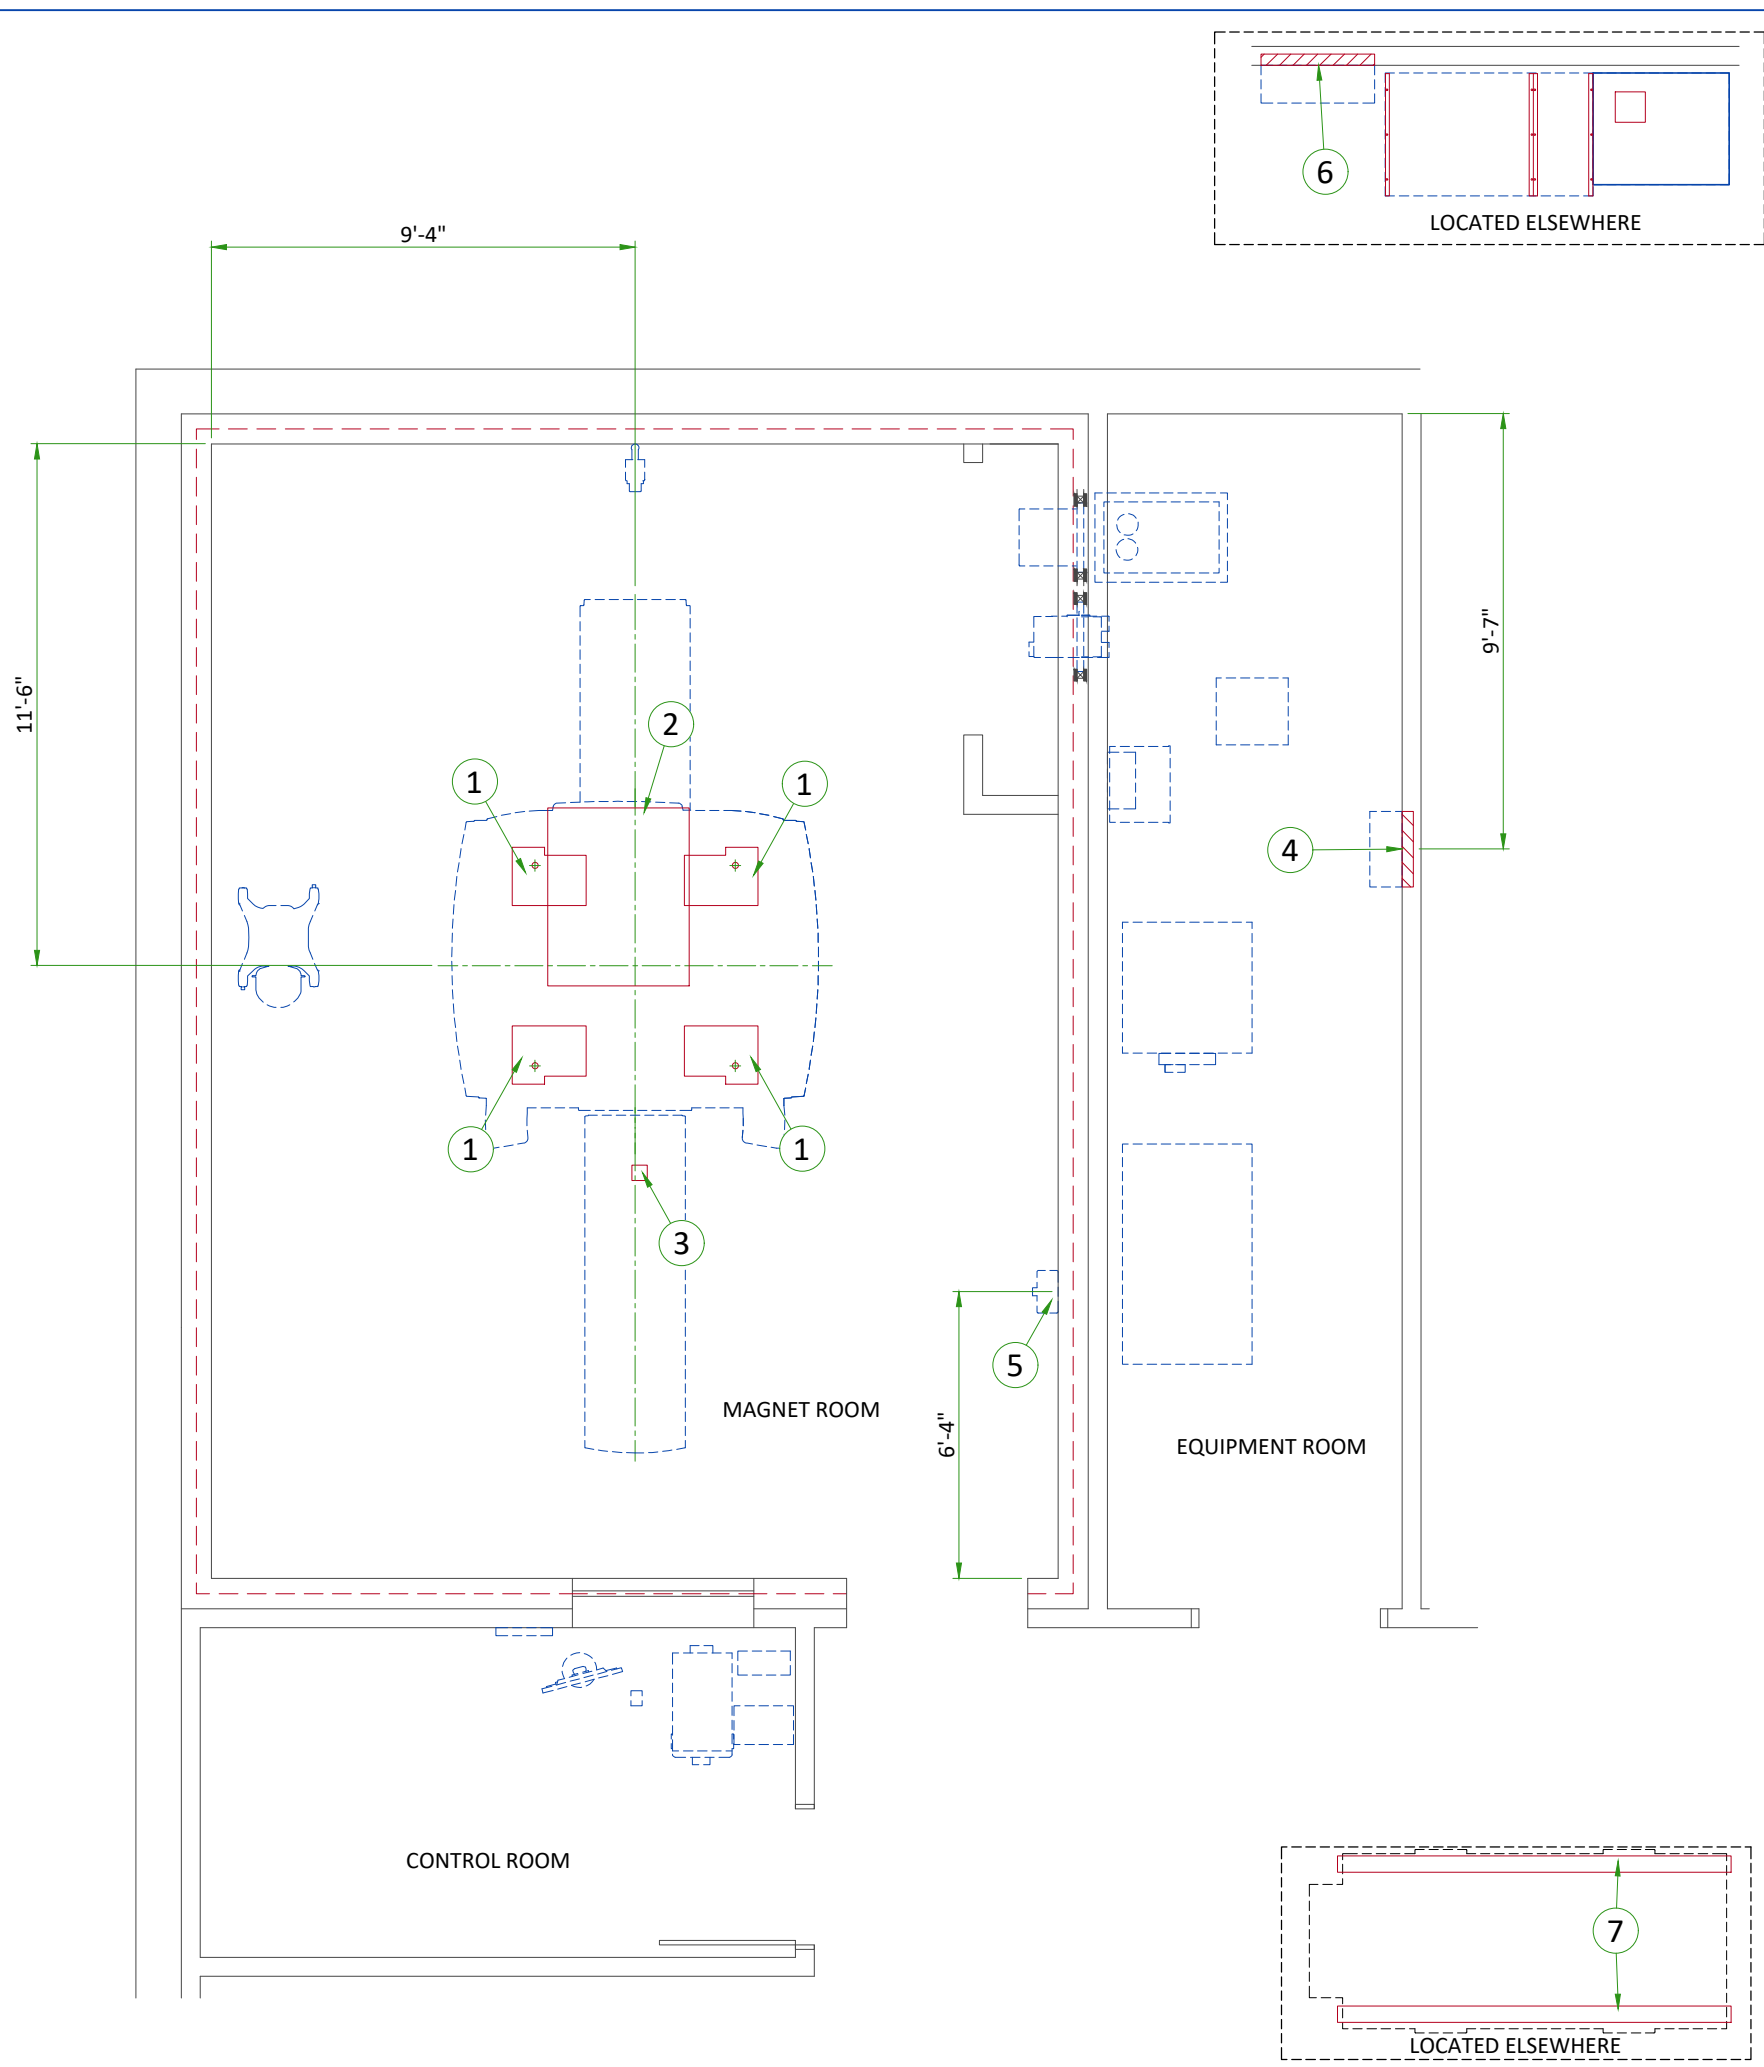 6
LOCATED ELSEWHERE
9'-4"
11'-6"
9'-7"
2
1
1
4
1
1
3
5
6'-4"
MAGNET ROOM
EQUIPMENT ROOM
CONTROL ROOM
7
LOCATED ELSEWHERE